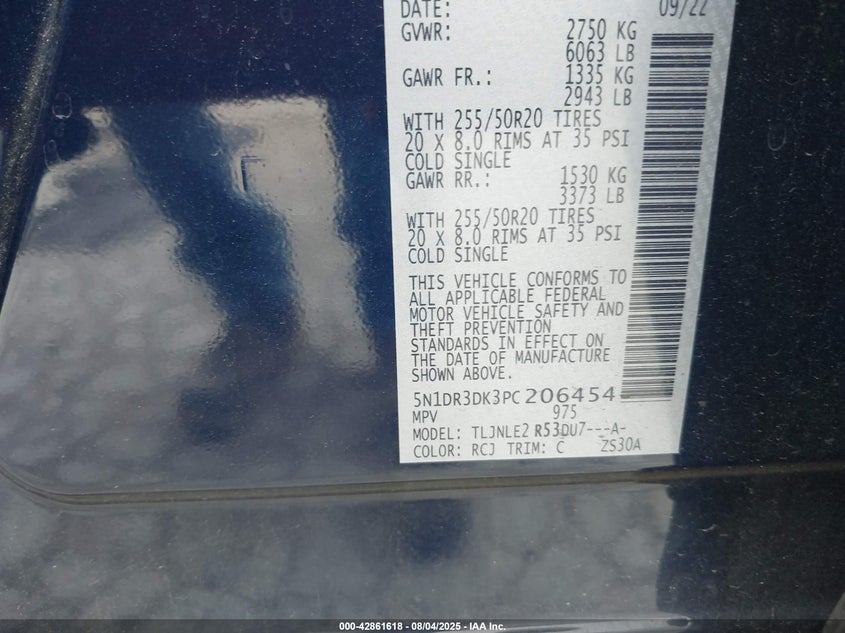 DATE: 09/22
GVWR: 2750 KG
6063 LB
GAWR FR.: 1335 KG
2943 LB
WITH 255/50R20 TIRES
20 X 8.0 RIMS AT 35 PSI
COLD SINGLE
GAWR RR.: 1530 KG
3373 LB
WITH 255/50R20 TIRES
20 X 8.0 RIMS AT 35 PSI
COLD SINGLE
THIS VEHICLE CONFORMS TO
ALL APPLICABLE FEDERAL
MOTOR VEHICLE SAFETY AND
THEFT PREVENTION
STANDARDS IN EFFECT ON
THE DATE OF MANUFACTURE
SHOWN ABOVE.
5N1DR3DK3PC206454
MPV 975
MODEL: TLJNLE2 R53DU7---A-
COLOR: RCJ TRIM: C ZS30A
000-42861618 - 08/04/2025 - IAA Inc.